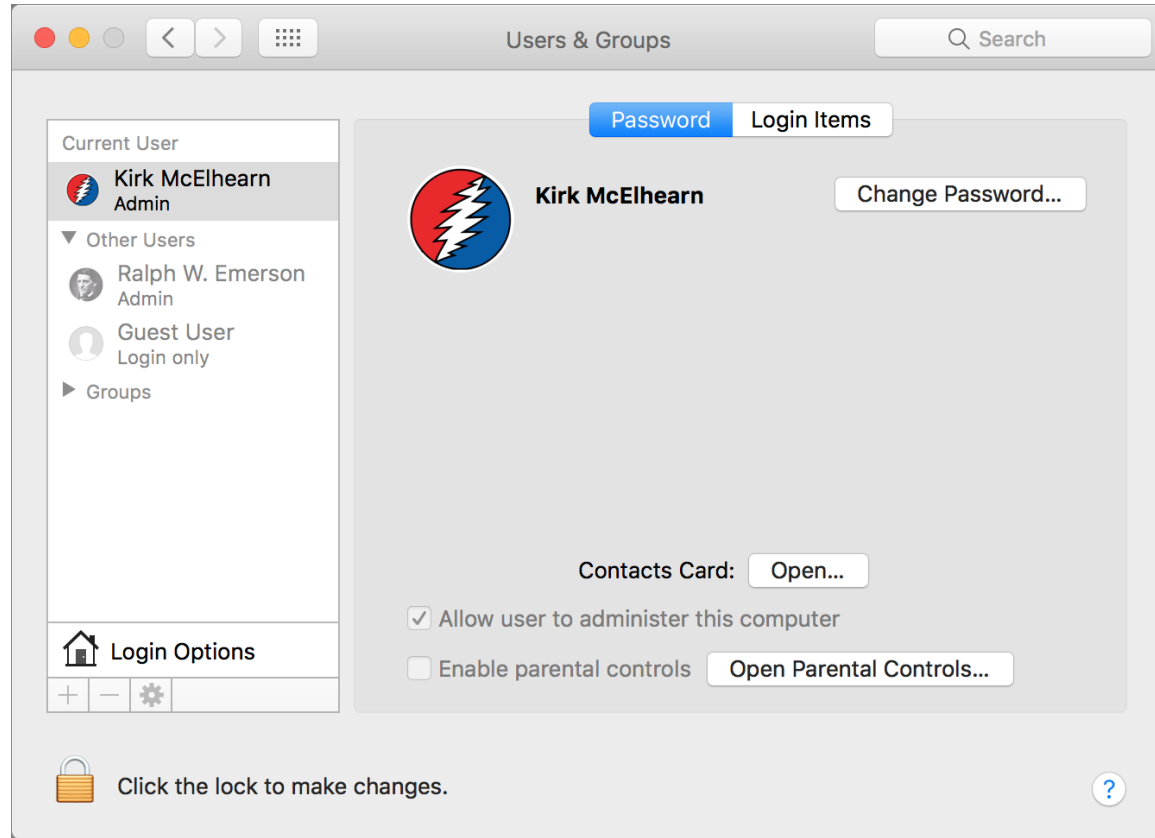 Users & Groups
Search
Password
Login Items
Current User
Kirk McElhearn
Admin
Other Users
Ralph W. Emerson
Admin
Guest User
Login only
Groups
Login Options
Kirk McElhearn
Change Password...
Contacts Card:
Open...
Allow user to administer this computer
Enable parental controls
Open Parental Controls...
Click the lock to make changes.
?